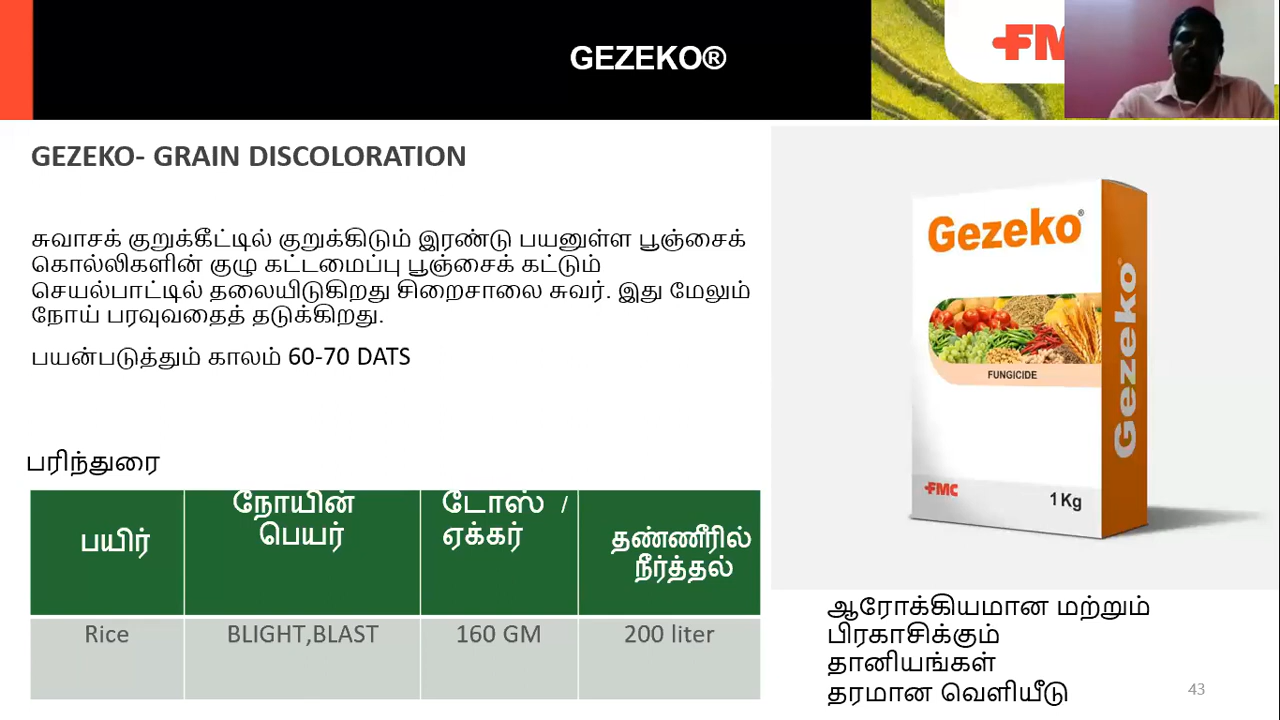 GEZEKO®
FM
GEZEKO- GRAIN DISCOLORATION
சுவாசக் குறுக்கீட்டில் குறுக்கிடும் இரண்டு பயனுள்ள பூஞ்சைக்
கொல்லிகளின் குழு கட்டமைப்பு பூஞ்சைக் கட்டும்
செயல்பாட்டில் தலையிடுகிறது சிறைசாலை சுவர். இது மேலும்
நோய் பரவுவதைத் தடுக்கிறது.
பயன்படுத்தும் காலம் 60-70 DATS
பரிந்துரை
பயிர்
நோயின்
பெயர்
டோஸ் /
ஏக்கர்
தண்ணீரில்
நீர்த்தல்
Rice
BLIGHT,BLAST
160 GM
200 liter
Gezeko®
FUNGICIDE
FMC
1 Kg
Gezeko®
ஆரோக்கியமான மற்றும்
பிரகாசிக்கும்
தானியங்கள்
தரமான வெளியீடு
43